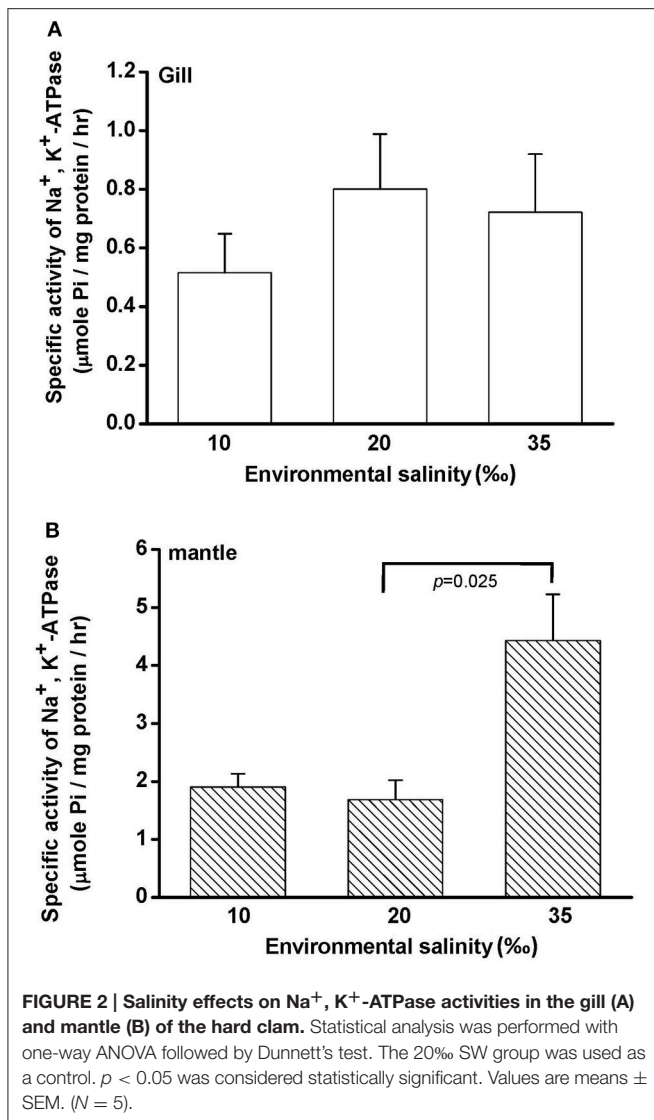 A
Gill
Specific activity of Na⁺, K⁺-ATPase
(µmole Pi / mg protein / hr)
1.2
1.0
0.8
0.6
0.4
0.2
0.0
10 20 35
Environmental salinity (‰)
B
mantle
p=0.025
Specific activity of Na⁺, K⁺-ATPase
(µmole Pi / mg protein / hr)
6
5
4
3
2
1
0
10 20 35
Environmental salinity (‰)
FIGURE 2 | Salinity effects on Na⁺, K⁺-ATPase activities in the gill (A)
and mantle (B) of the hard clam. Statistical analysis was performed with
one-way ANOVA followed by Dunnett's test. The 20‰ SW group was used as
a control. p < 0.05 was considered statistically significant. Values are means ±
SEM. (N = 5).